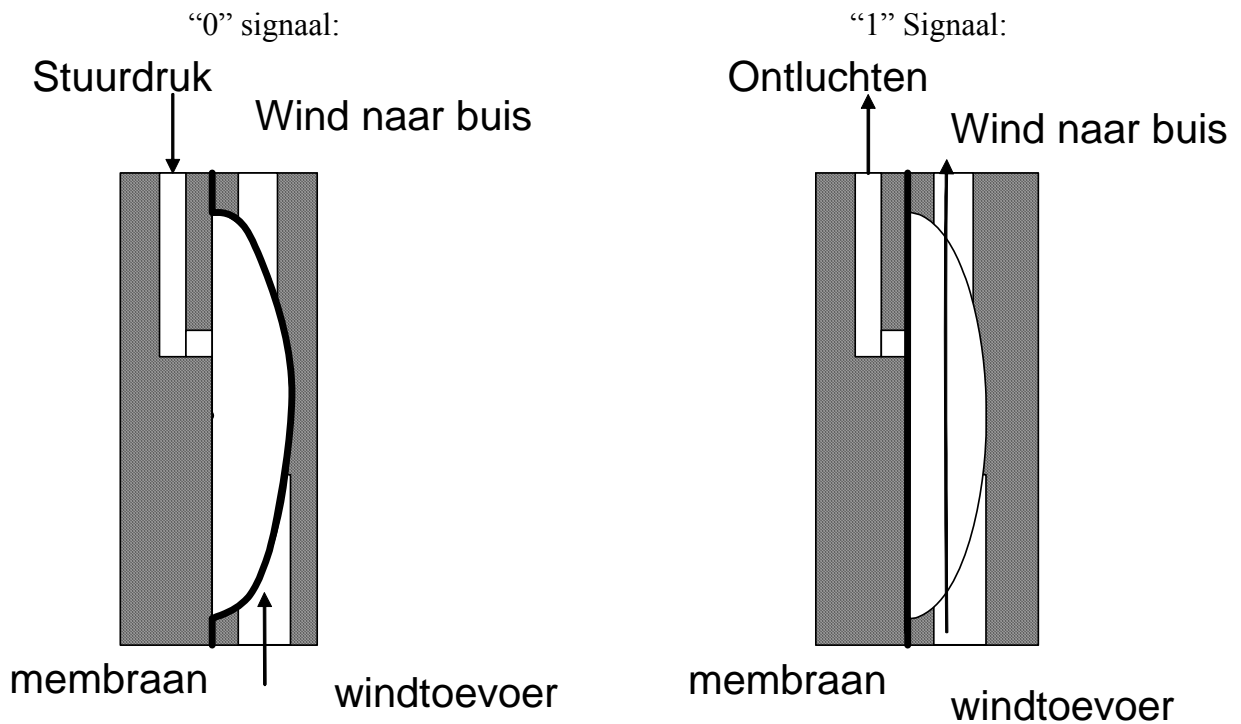 “0” signaal:
“1” Signaal:
Stuurdruk
Ontluchten
Wind naar buis
Wind naar buis
membraan
windtoevoer
membraan
windtoevoer